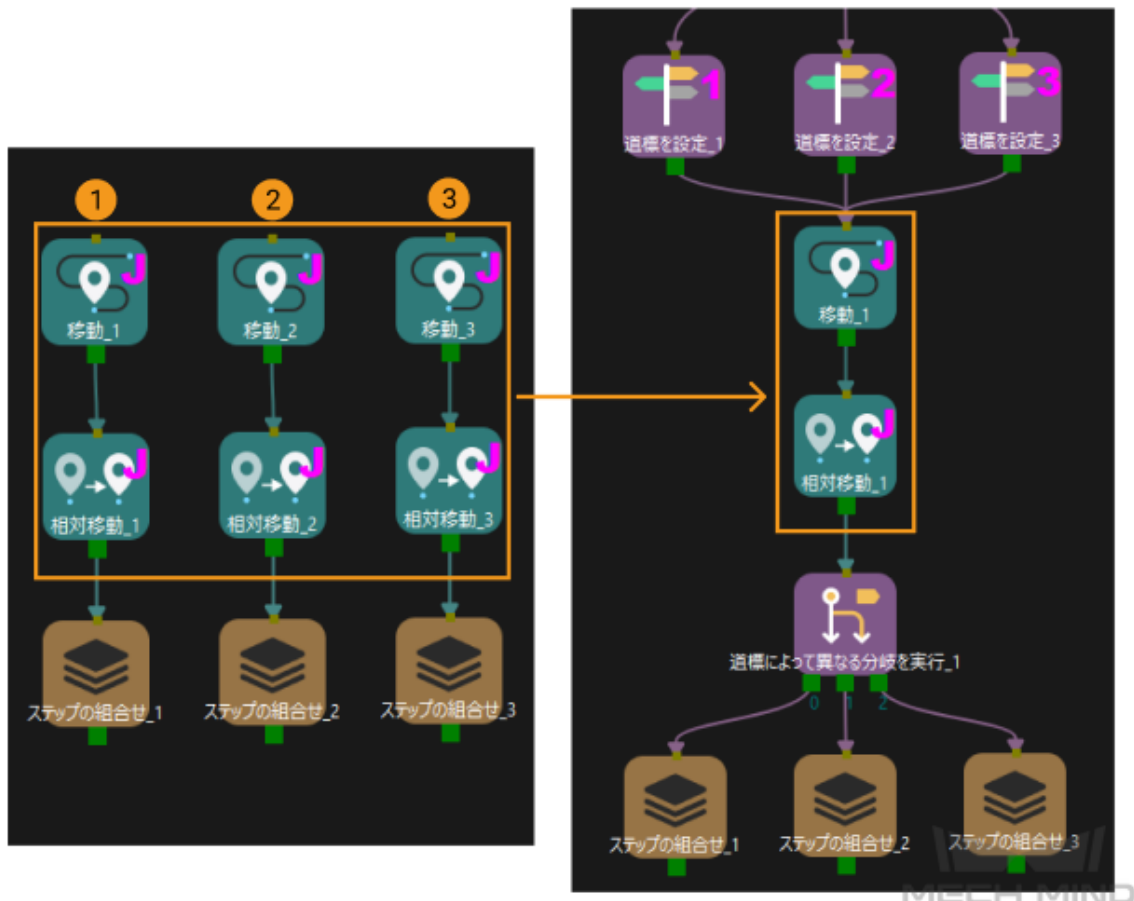 1 2 3
J J J
移動_1 移動_2 移動_3
J J J
相対移動_1 相対移動_2 相対移動_3
ステップの組合せ_1 ステップの組合せ_2 ステップの組合せ_3
1 2 3
道標を設定_1 道標を設定_2 道標を設定_3
J
移動_1
J
相対移動_1
道標によって異なる分岐を実行_1
0 1 2
ステップの組合せ_1 ステップの組合せ_2 ステップの組合せ_3
MECH MIND